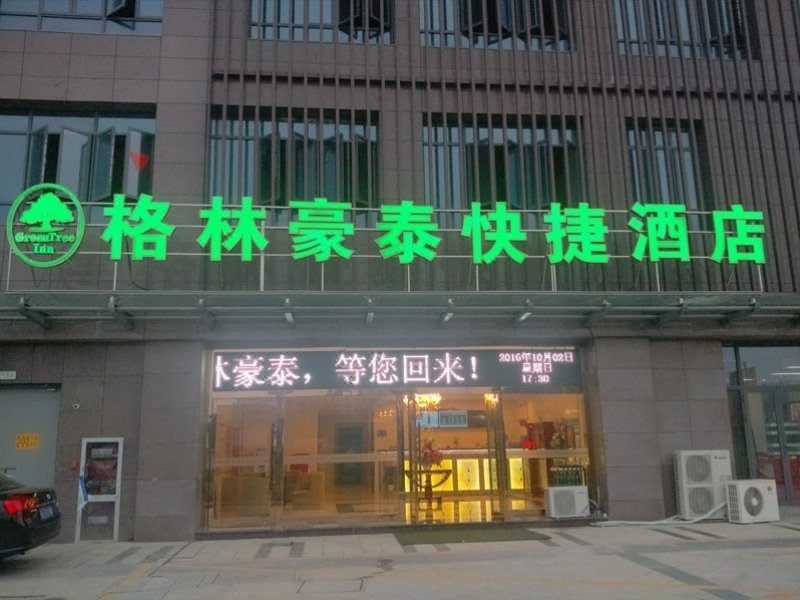 GreenTree
Inn
格林豪泰快捷酒店
林豪泰，等您回来！
2016年10月02日
星期日
17:30